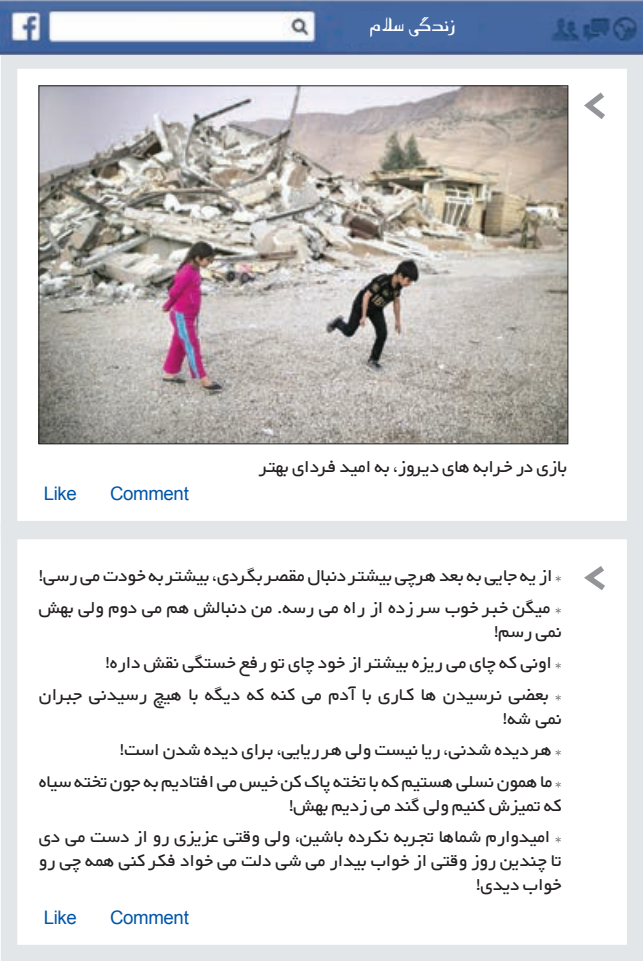 زندگی سلام
بازی در خرابه های دیروز، به امید فردای بهتر
Like Comment
* از یه جایی به بعد هرچی بیشتر دنبال مقصر بگردی، بیشتر به خودت می رسی!
* میگن خبر خوب سر زده از راه می رسه. من دنبالش هم می دوم ولی بهش
نمی رسم!
* اونی که چای می ریزه بیشتر از خود چای تو رفع خستگی نقش داره!
* بعضی نرسیدن ها کاری با آدم می کنه که دیگه با هیچ رسیدنی جبران
نمی شه!
* هر دیده شدنی، ریا نیست ولی هر ریایی، برای دیده شدن است!
* ما همون نسلی هستیم که با تخته پاک کن خیس می افتادیم به جون تخته سیاه
که تمیزش کنیم ولی گند می زدیم بهش!
* امیدوارم شماها تجربه نکرده باشین، ولی وقتی عزیزی رو از دست می دی
تا چندین روز وقتی از خواب بیدار می شی دلت می خواد فکر کنی همه چی رو
خواب دیدی!
Like Comment